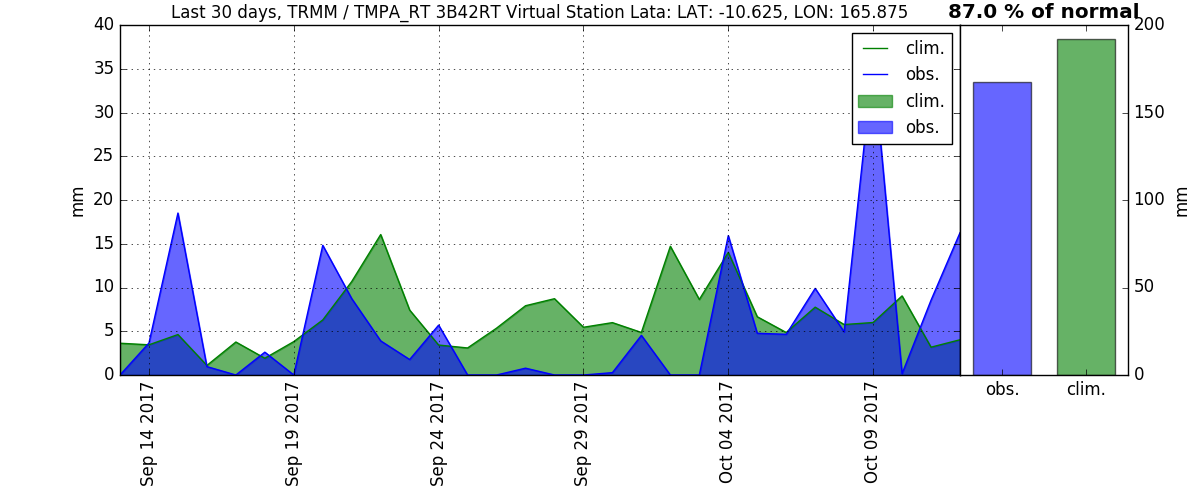 Last 30 days, TRMM / TMPA_RT 3B42RT Virtual Station Lata: LAT: -10.625, LON: 165.875
87.0 % of normal
40
35
30
25
20
15
10
5
0
mm
clim.
obs.
clim.
obs.
200
150
100
50
0
mm
obs.
clim.
Sep 14 2017
Sep 19 2017
Sep 24 2017
Sep 29 2017
Oct 04 2017
Oct 09 2017